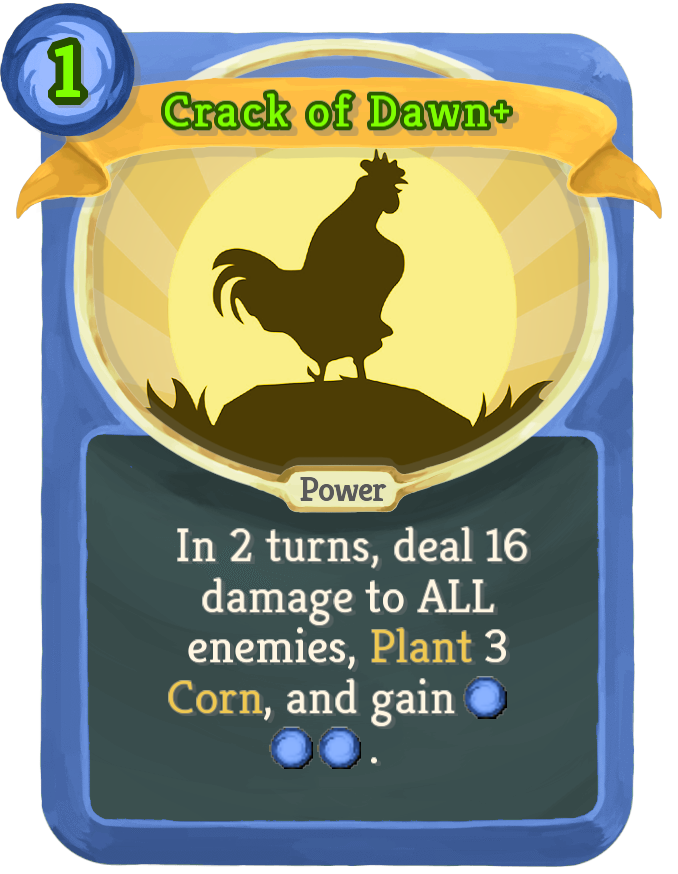 1
Crack of Dawn+
Power
In 2 turns, deal 16
damage to ALL
enemies, Plant 3
Corn, and gain
.